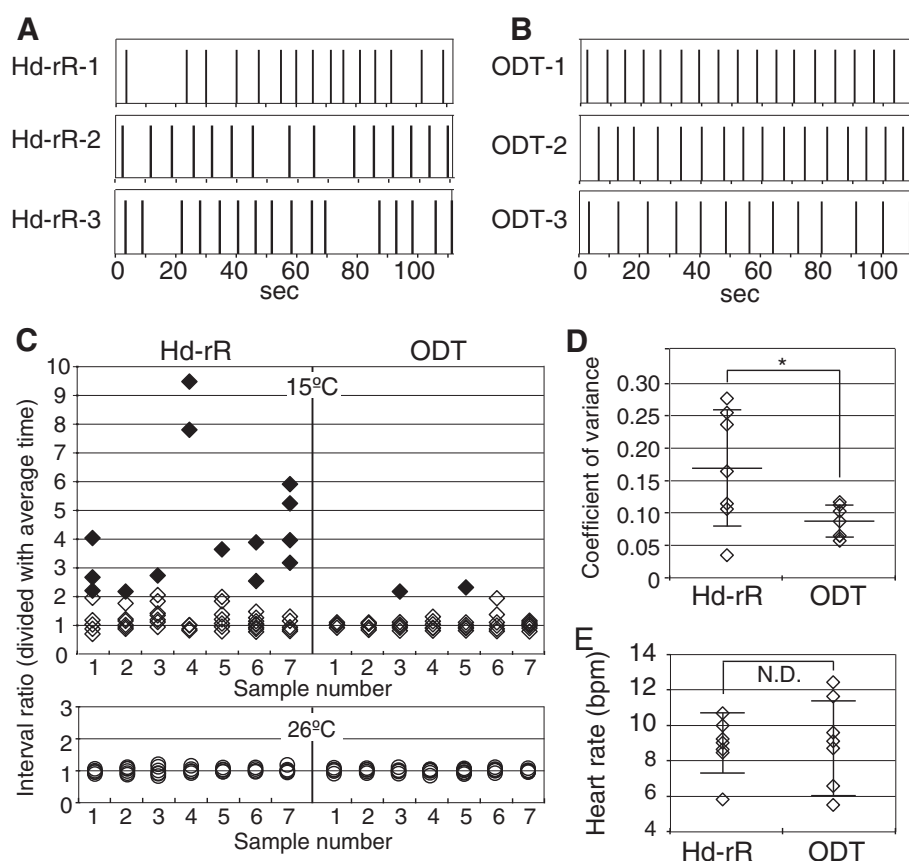 A
B
Hd-rR-1
Hd-rR-2
Hd-rR-3
0 20 40 60 80 100
sec
ODT-1
ODT-2
ODT-3
0 20 40 60 80 100
sec
C
Hd-rR ODT
15ºC
Interval ratio (divided with average time)
10
9
8
7
6
5
4
3
2
1
0
1 2 3 4 5 6 7 1 2 3 4 5 6 7
Sample number Sample number
26ºC
3
2
1
0
1 2 3 4 5 6 7 1 2 3 4 5 6 7
Sample number Sample number
D
*
Coefficient of variance
0.30
0.25
0.20
0.15
0.10
0.05
0
Hd-rR ODT
E
N.D.
Heart rate (bpm)
14
12
10
8
6
4
Hd-rR ODT